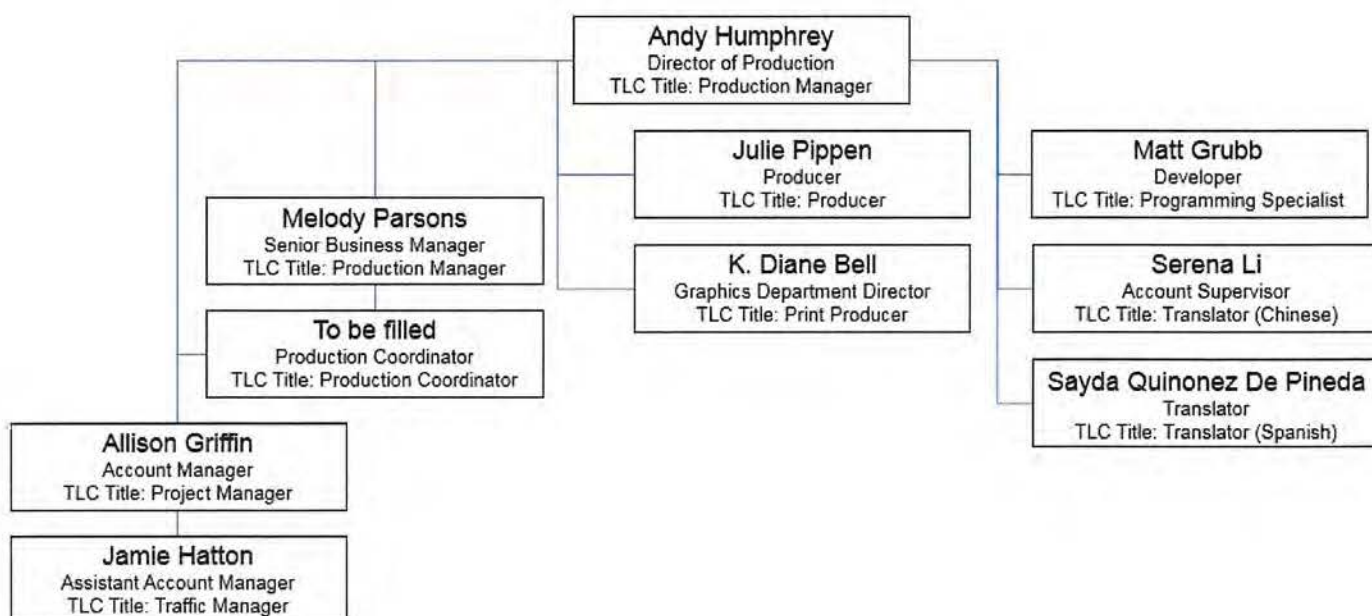 Andy Humphrey
Director of Production
TLC Title: Production Manager
Julie Pippen
Producer
TLC Title: Producer
Matt Grubb
Developer
TLC Title: Programming Specialist
Melody Parsons
Senior Business Manager
TLC Title: Production Manager
K. Diane Bell
Graphics Department Director
TLC Title: Print Producer
Serena Li
Account Supervisor
TLC Title: Translator (Chinese)
To be filled
Production Coordinator
TLC Title: Production Coordinator
Sayda Quinonez De Pineda
Translator
TLC Title: Translator (Spanish)
Allison Griffin
Account Manager
TLC Title: Project Manager
Jamie Hatton
Assistant Account Manager
TLC Title: Traffic Manager